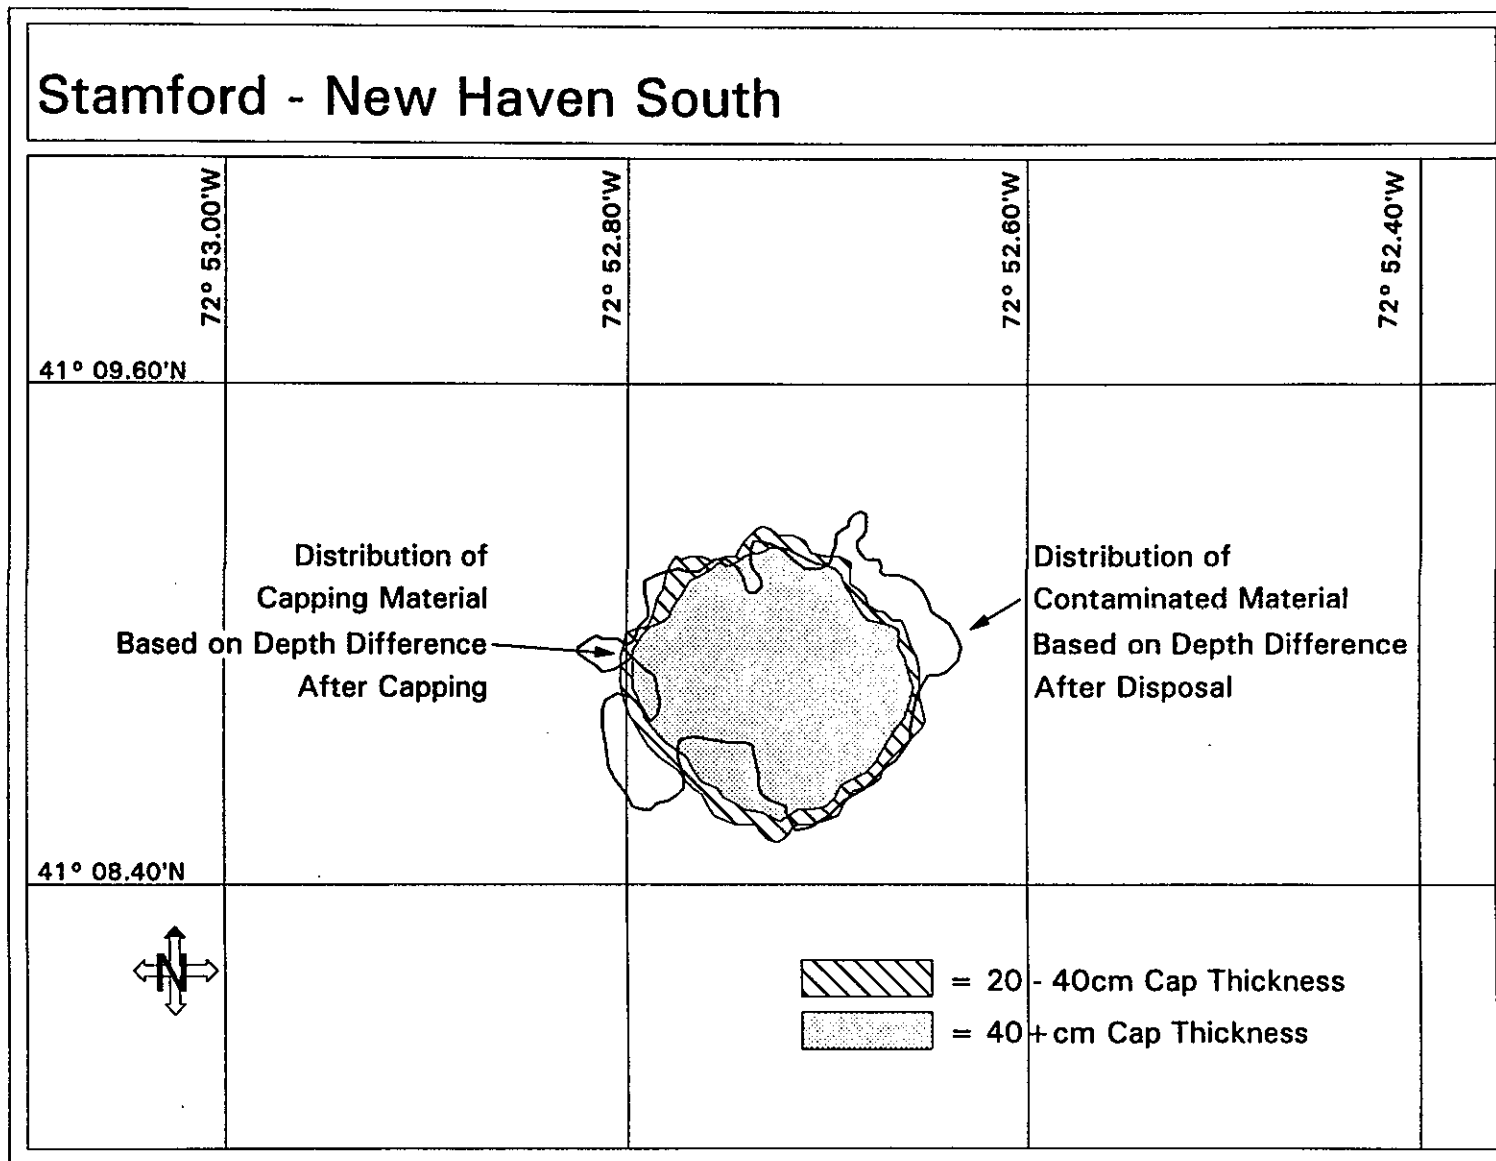 Stamford - New Haven South
72° 53.00'W
72° 52.80'W
72° 52.60'W
72° 52.40'W
41° 09.60'N
Distribution of
Capping Material
Based on Depth Difference
After Capping
Distribution of
Contaminated Material
Based on Depth Difference
After Disposal
41° 08.40'N
N
= 20 - 40cm Cap Thickness
= 40+cm Cap Thickness